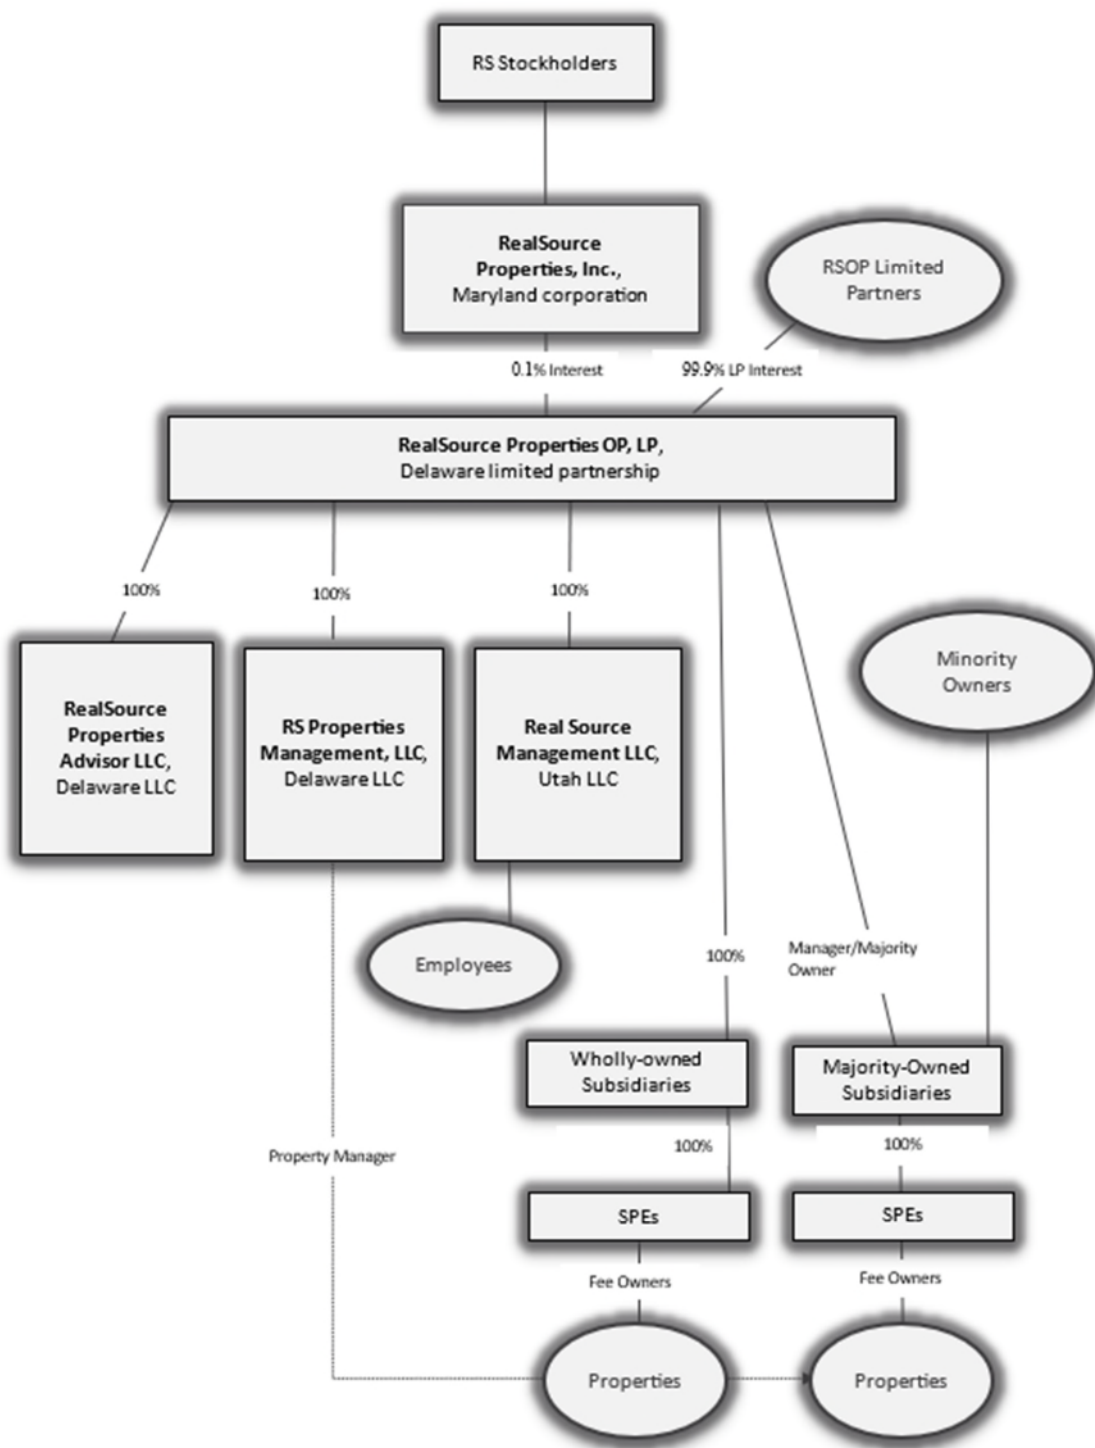 RS Stockholders
RealSource
Properties, Inc.,
Maryland corporation
RSOP Limited
Partners
0.1% Interest
99.9% LP Interest
RealSource Properties OP, LP,
Delaware limited partnership
100%
100%
100%
RealSource
Properties
Advisor LLC,
Delaware LLC
RS Properties
Management, LLC,
Delaware LLC
Real Source
Management LLC,
Utah LLC
Minority
Owners
Employees
100%
Manager/Majority
Owner
Wholly-owned
Subsidiaries
Majority-Owned
Subsidiaries
Property Manager
100%
100%
SPEs
SPEs
Fee Owners
Fee Owners
Properties
Properties